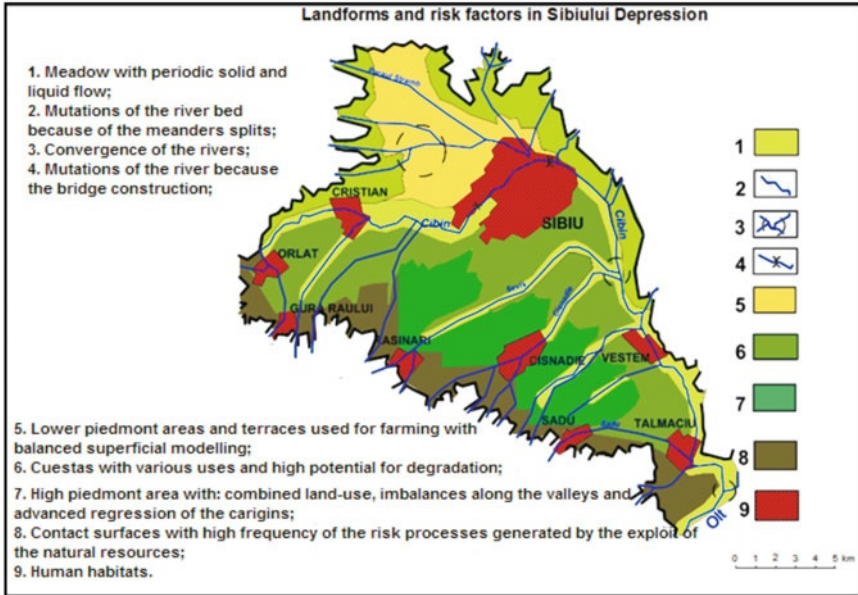 Landforms and risk factors in Sibiului Depression
1. Meadow with periodic solid and
liquid flow;
2. Mutations of the river bed
because of the meanders splits;
3. Convergence of the rivers;
4. Mutations of the river because
the bridge construction;
CRISTIAN
Cibin
SIBIU
Cibin
ORLAT
GURA RAULUI
RASINARI
CISNADIE
VESTEM
SADU
TALMACIU
Sadu
Olt
1
2
3
4
5
6
7
8
9
5. Lower piedmont areas and terraces used for farming with
balanced superficial modelling;
6. Cuestas with various uses and high potential for degradation;
7. High piedmont area with: combined land-use, imbalances along the valleys and
advanced regression of the carigins;
8. Contact surfaces with high frequency of the risk processes generated by the exploit of
the natural resources;
9. Human habitats.
0 1 2 3 4 5 km